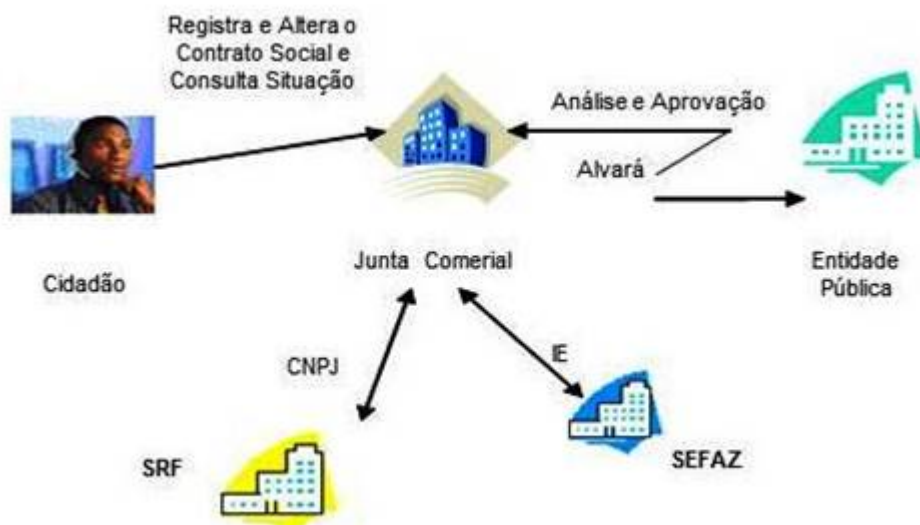 Registra e Altera o
Contrato Social e
Consulta Situação
Análise e Aprovação
Alvará
Cidadão
Junta Comerial
Entidade
Pública
CNPJ
IE
SRF
SEFAZ